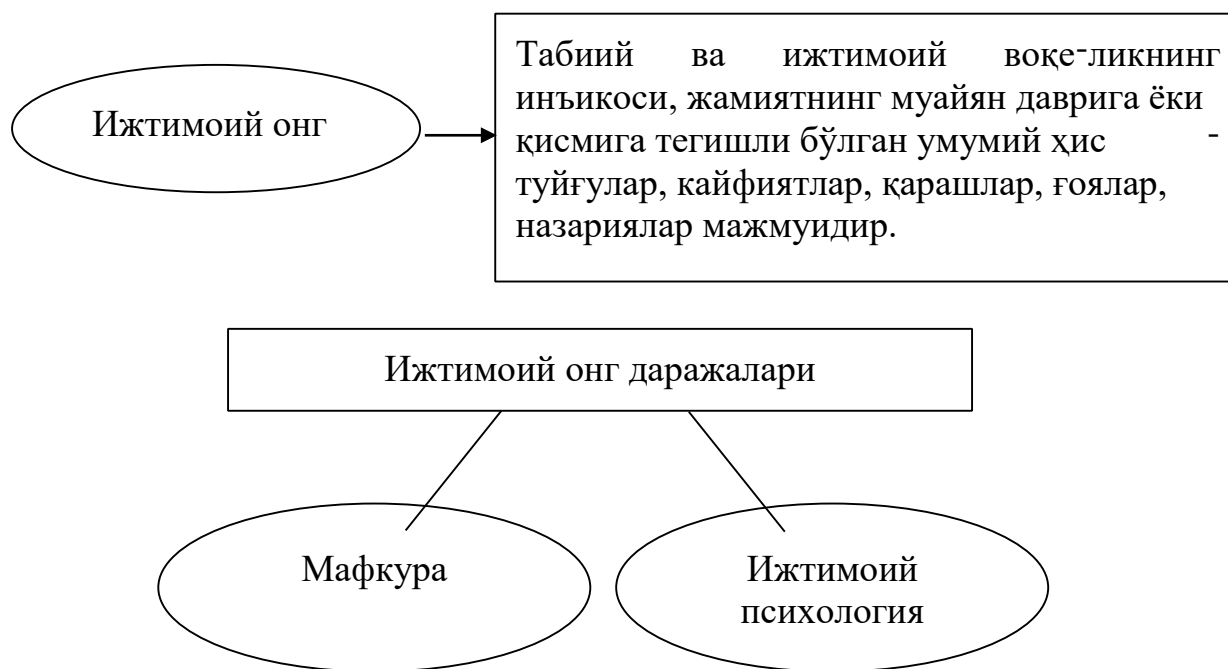 Ижтимоий онг
Табиий ва ижтимоий воқе-ликнинг
инъикоси, жамиятнинг муайян даврига ёки
қисмига тегишли бўлган умумий ҳис -
туйғулар, кайфиятлар, қарашлар, ғоялар,
назариялар мажмуидир.
Ижтимоий онг даражалари
Мафкура
Ижтимоий
психология